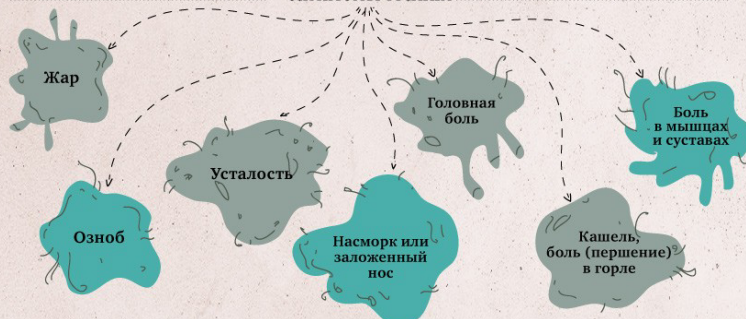 Жар
Головная
боль
Боль
в мышцах
и суставах
Усталость
Озноб
Насморк или
заложенный
нос
Кашель,
боль (першение)
в горле